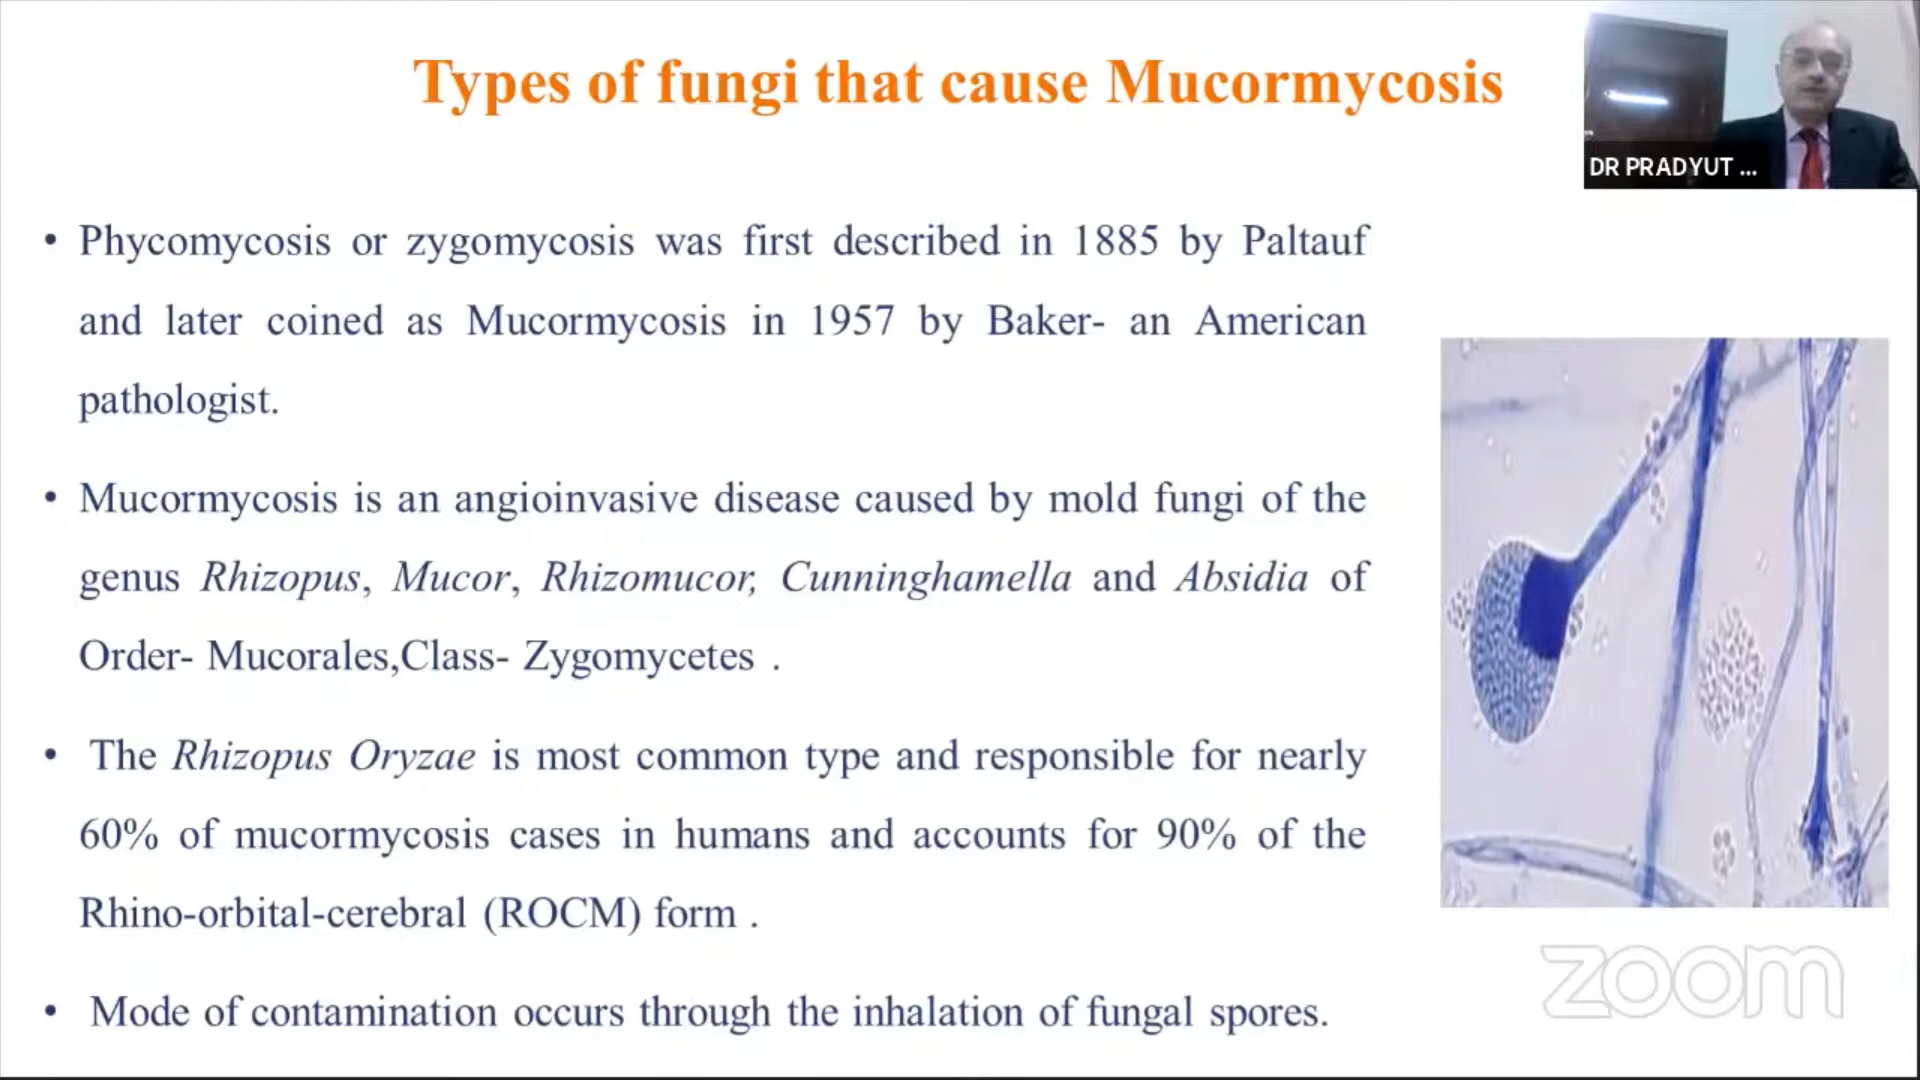 Types of fungi that cause Mucormycosis
DR PRADYUT ...
• Phycomycosis or zygomycosis was first described in 1885 by Paltauf
and later coined as Mucormycosis in 1957 by Baker- an American
pathologist.
• Mucormycosis is an angioinvasive disease caused by mold fungi of the
genus Rhizopus, Mucor, Rhizomucor, Cunninghamella and Absidia of
Order- Mucorales,Class- Zygomycetes .
• The Rhizopus Oryzae is most common type and responsible for nearly
60% of mucormycosis cases in humans and accounts for 90% of the
Rhino-orbital-cerebral (ROCM) form .
• Mode of contamination occurs through the inhalation of fungal spores.
zoom